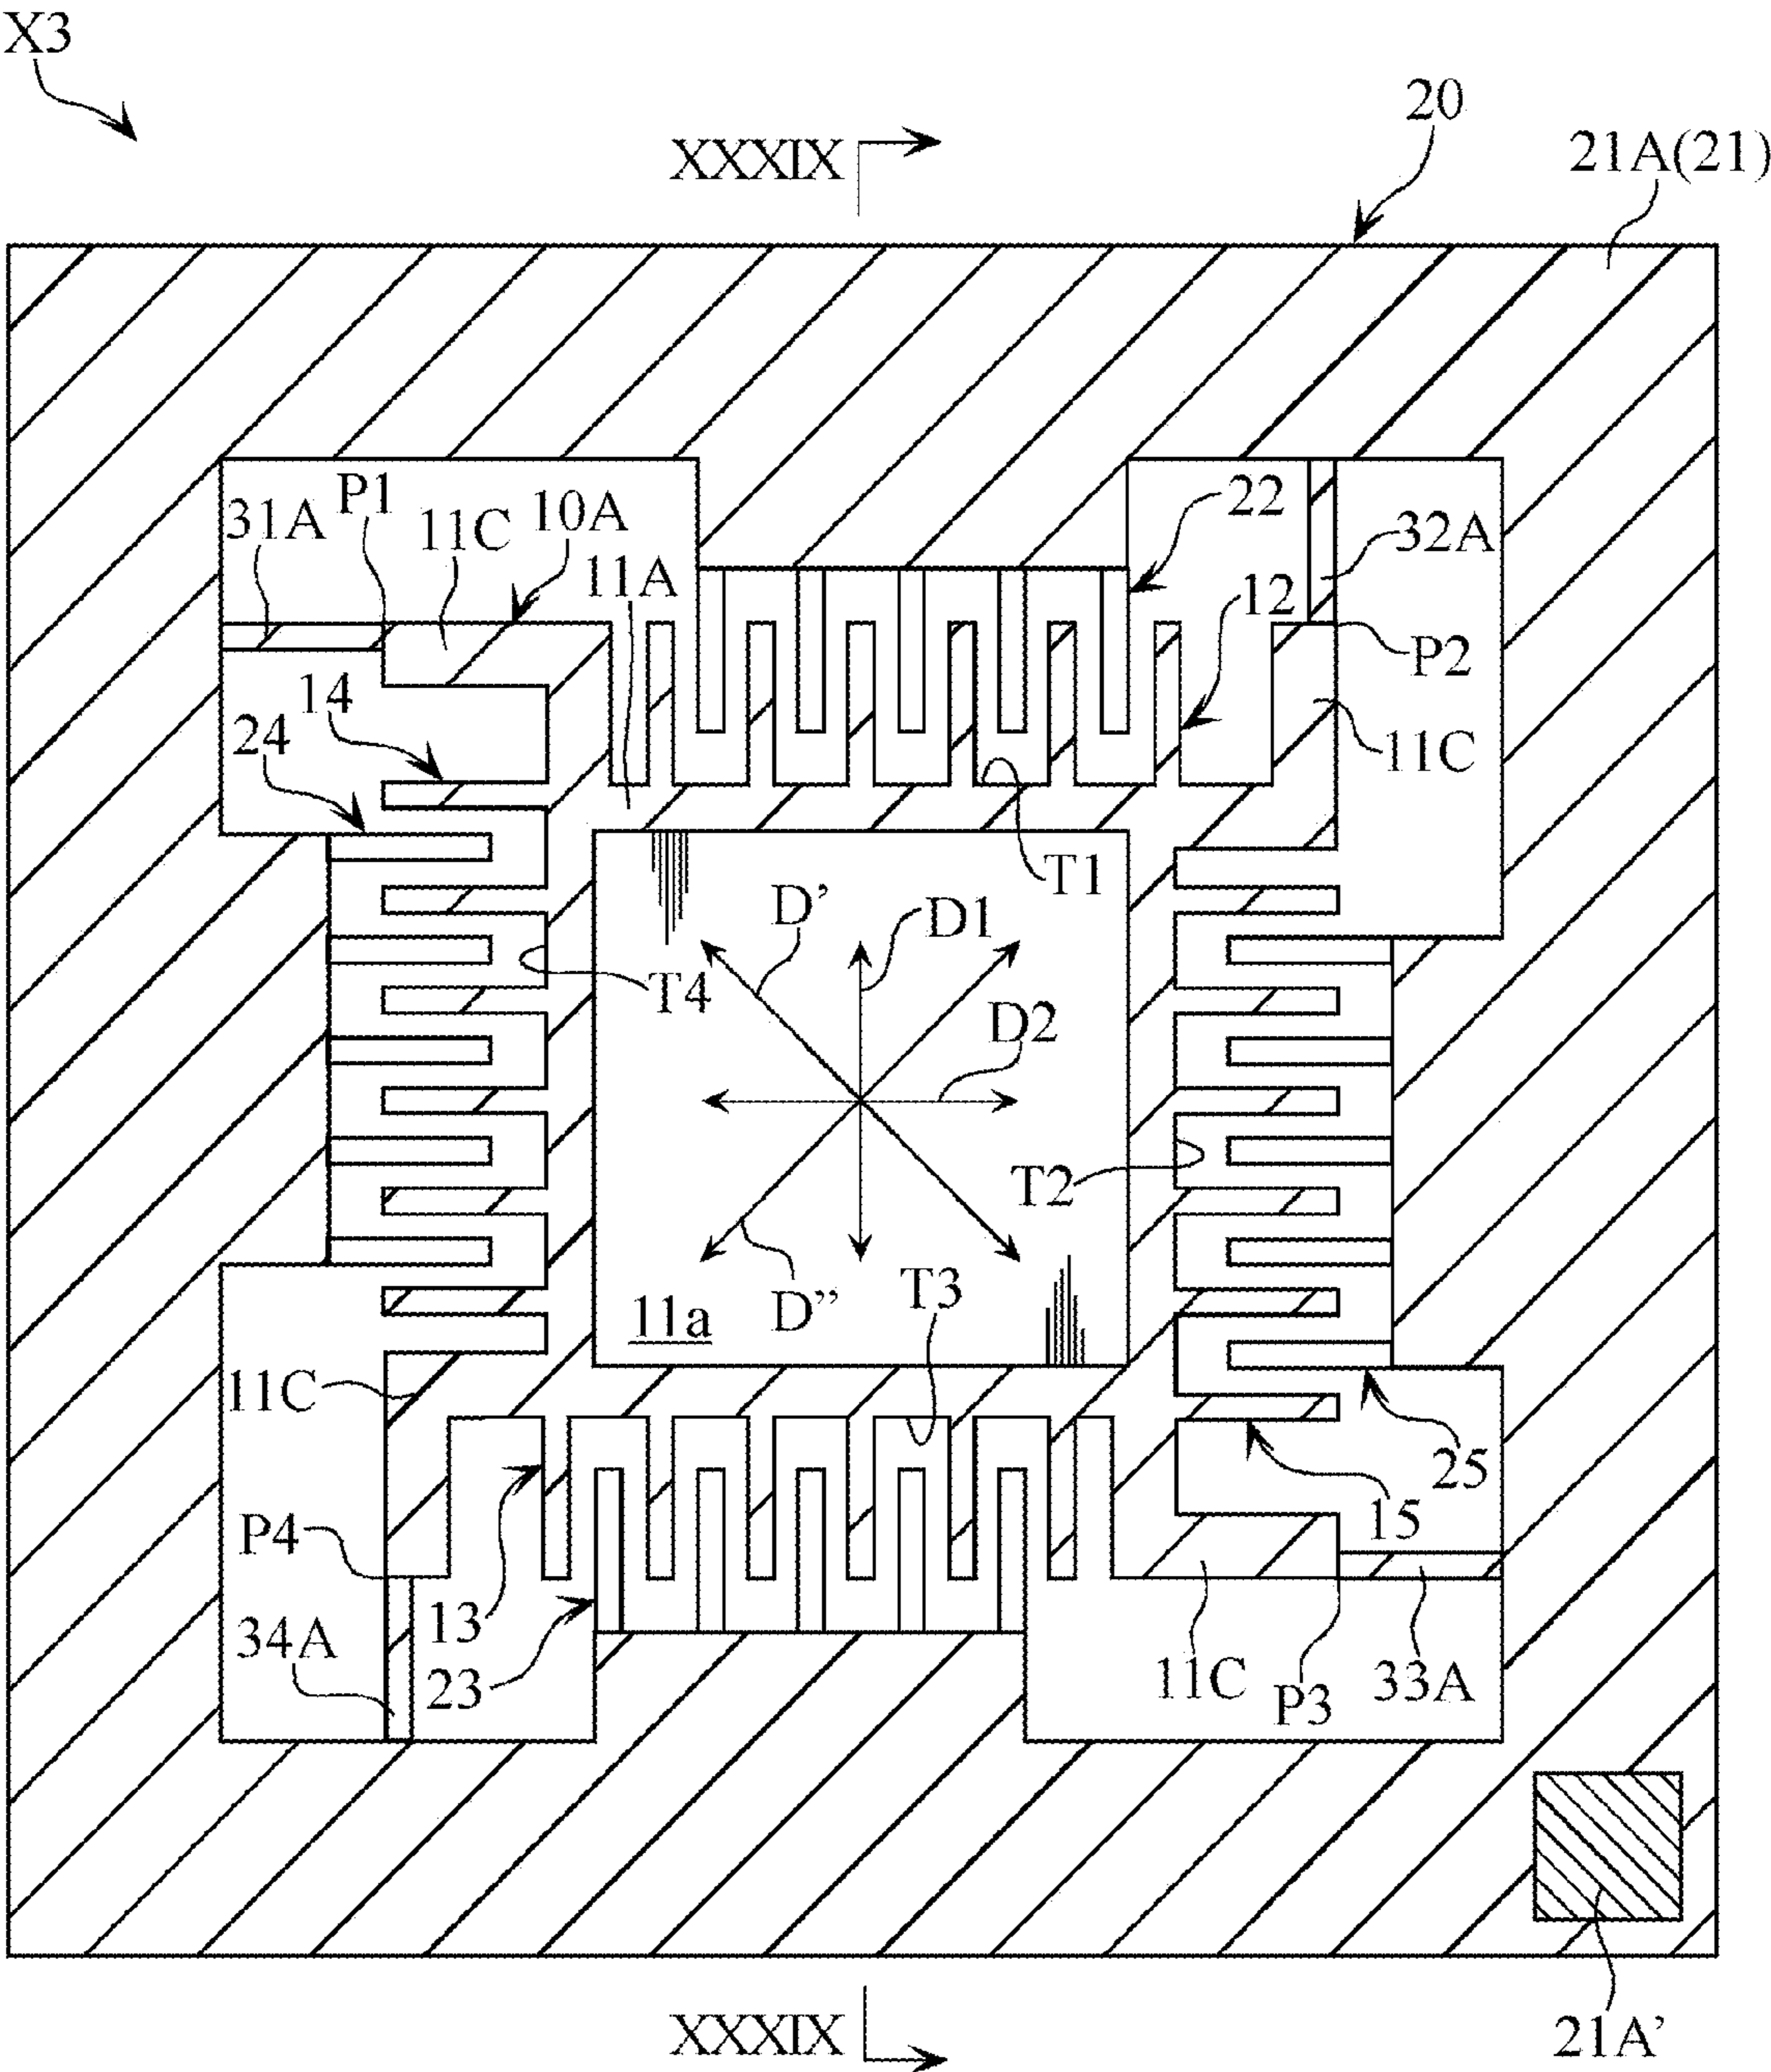 X3
20
XXXIX
21A(21)
P1
31A
11C
10A
11A
22
32A
12
P2
14
24
11C
T1
D'
D1
T4
D2
T2
T3
D”
11a
11C
25
15
P4
13
34A
23
11C
P3
33A
XXXIX
21A’